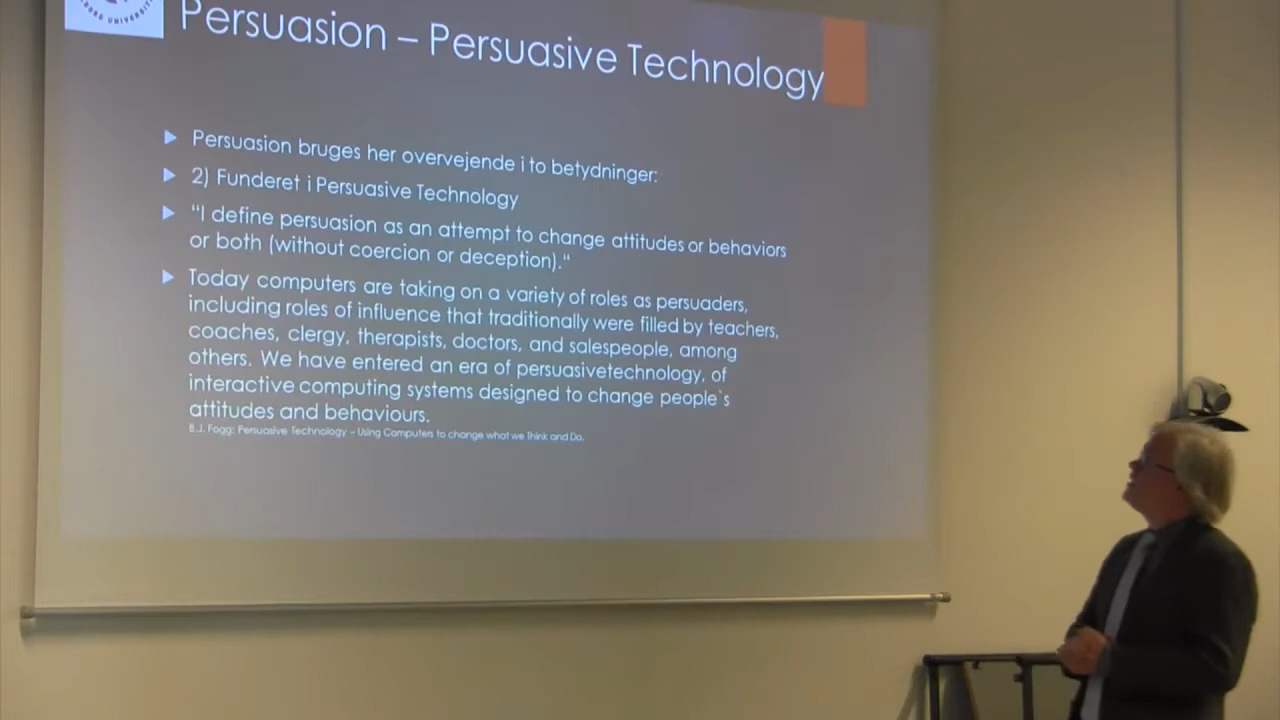 Persuasion – Persuasive Technology
Persuasion bruges her overvejende i to betydninger:
2) Funderet i Persuasive Technology
“I define persuasion as an attempt to change attitudes or behaviors
or both (without coercion or deception).“
Today computers are taking on a variety of roles as persuaders,
including roles of influence that traditionally were filled by teachers,
coaches, clergy, therapists, doctors, and salespeople, among
others. We have entered an era of persuasivetechnology, of
interactive computing systems designed to change people`s
attitudes and behaviours.
B.J. Fogg: Persuasive Technology – Using Computers to change what we Think and Do.